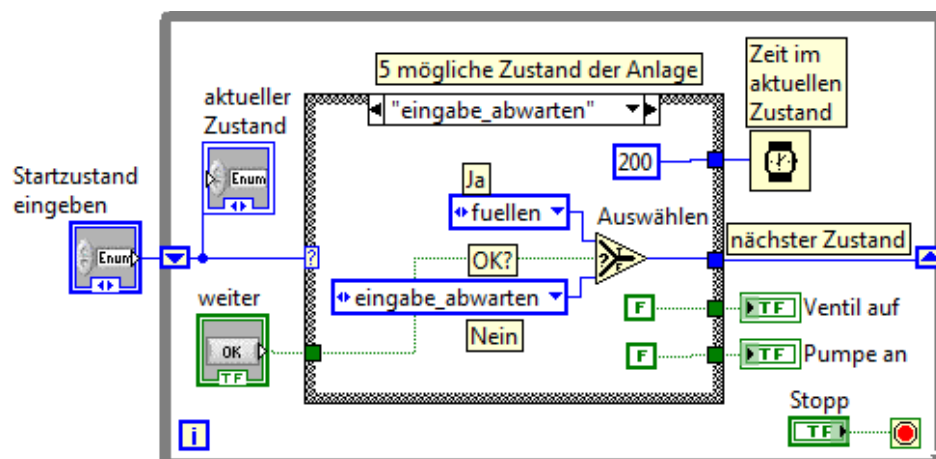 5 mögliche Zustand der Anlage
Zeit im
aktuellen
Zustand
aktueller
Zustand
"eingabe_abwarten"
Enum
200
Startzustand
eingeben
Enum
Ja
fuellen
Auswählen
?
OK?
?
T
F
nächster Zustand
weiter
eingabe_abwarten
F
TF
Ventil auf
OK
TF
Nein
F
TF
Pumpe an
Stopp
TF
i